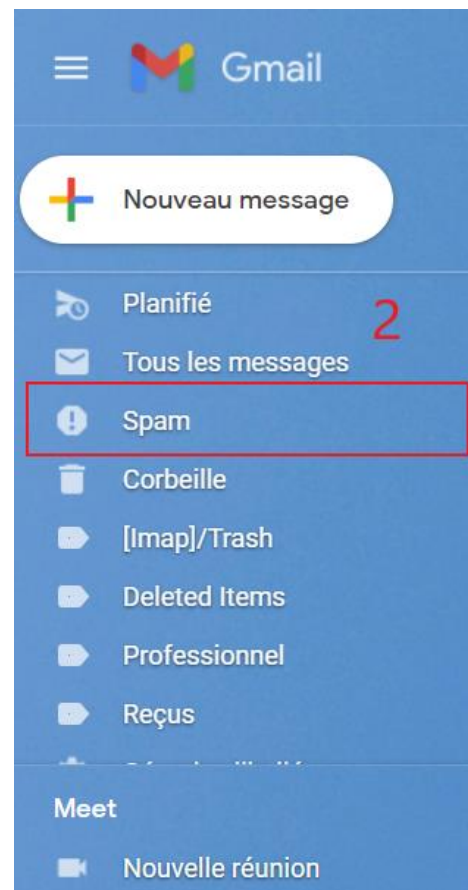 Gmail
Nouveau message
Planifié
2
Tous les messages
Spam
Corbeille
[Imap]/Trash
Deleted Items
Professionnel
Reçus
Meet
Nouvelle réunion